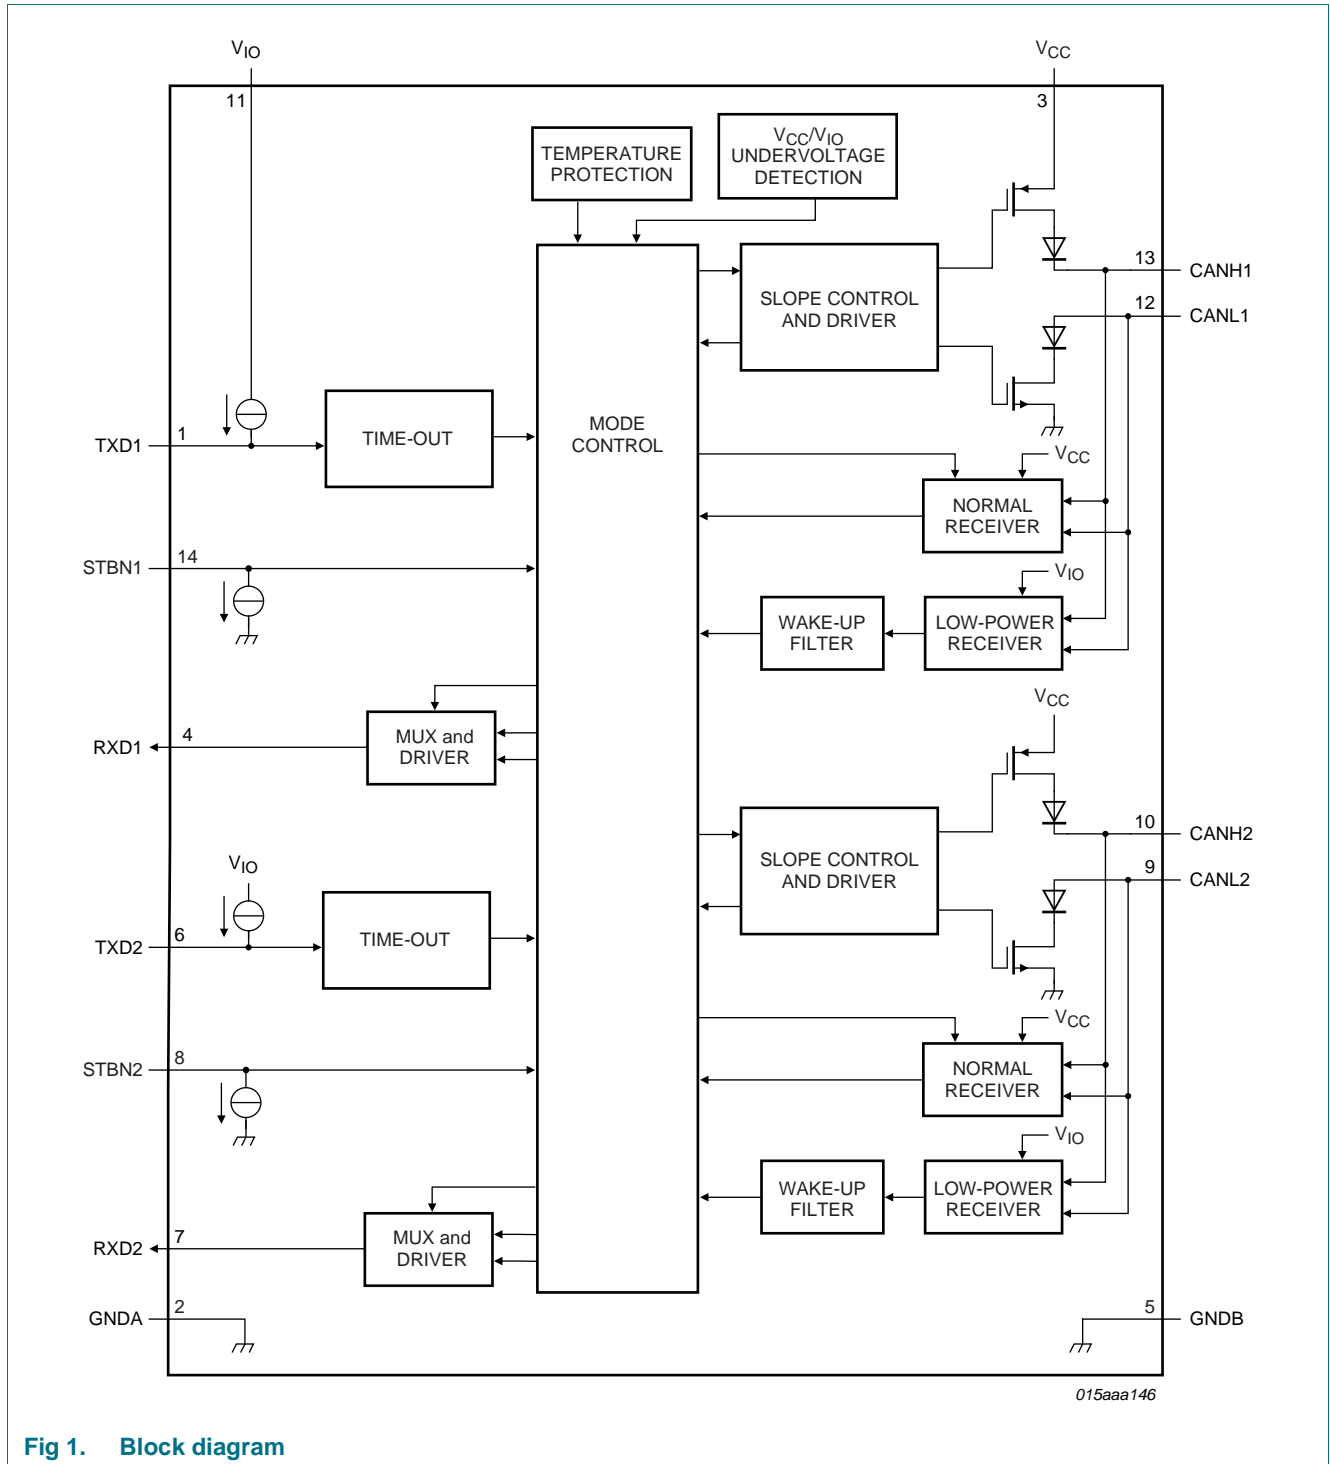 VIO
VCC
11
3
TEMPERATURE
PROTECTION
VCC/VIO
UNDERVOLTAGE
DETECTION
13
CANH1
SLOPE CONTROL
AND DRIVER
12
CANL1
MODE
CONTROL
TXD1
1
TIME-OUT
VCC
NORMAL
RECEIVER
STBN1
14
VIO
WAKE-UP
FILTER
LOW-POWER
RECEIVER
VCC
RXD1
4
MUX and
DRIVER
10
CANH2
SLOPE CONTROL
AND DRIVER
9
CANL2
VIO
TXD2
6
TIME-OUT
VCC
STBN2
8
NORMAL
RECEIVER
VIO
WAKE-UP
FILTER
LOW-POWER
RECEIVER
RXD2
7
MUX and
DRIVER
GNDA
2
5
GNDB
015aaa146
Fig 1. Block diagram